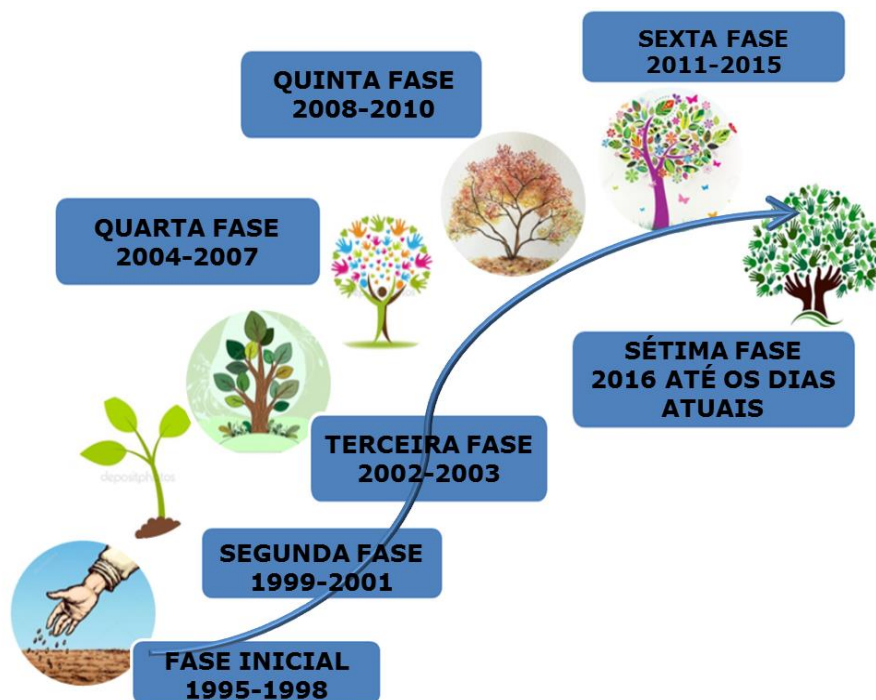 SEXTA FASE
2011-2015
QUINTA FASE
2008-2010
QUARTA FASE
2004-2007
SÉTIMA FASE
2016 ATÉ OS DIAS
ATUAIS
TERCEIRA FASE
2002-2003
depositphotos
SEGUNDA FASE
1999-2001
FASE INICIAL
1995-1998